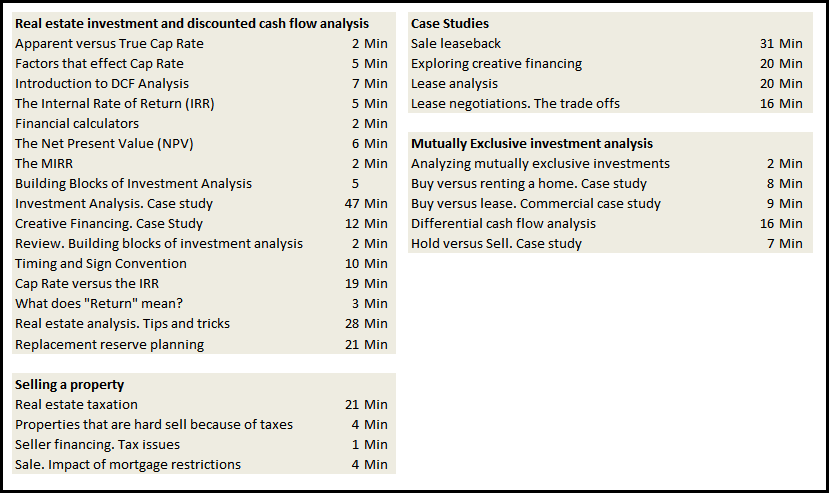 Real estate investment and discounted cash flow analysis
Apparent versus True Cap Rate 2 Min
Factors that effect Cap Rate 5 Min
Introduction to DCF Analysis 7 Min
The Internal Rate of Return (IRR) 5 Min
Financial calculators 2 Min
The Net Present Value (NPV) 6 Min
The MIRR 2 Min
Building Blocks of Investment Analysis 5
Investment Analysis. Case study 47 Min
Creative Financing. Case Study 12 Min
Review. Building blocks of investment analysis 2 Min
Timing and Sign Convention 10 Min
Cap Rate versus the IRR 19 Min
What does "Return" mean? 3 Min
Real estate analysis. Tips and tricks 28 Min
Replacement reserve planning 21 Min
Selling a property
Real estate taxation 21 Min
Properties that are hard sell because of taxes 4 Min
Seller financing. Tax issues 1 Min
Sale. Impact of mortgage restrictions 4 Min
Case Studies
Sale leaseback 31 Min
Exploring creative financing 20 Min
Lease analysis 20 Min
Lease negotiations. The trade offs 16 Min
Mutually Exclusive investment analysis
Analyzing mutually exclusive investments 2 Min
Buy versus renting a home. Case study 8 Min
Buy versus lease. Commercial case study 9 Min
Differential cash flow analysis 16 Min
Hold versus Sell. Case study 7 Min